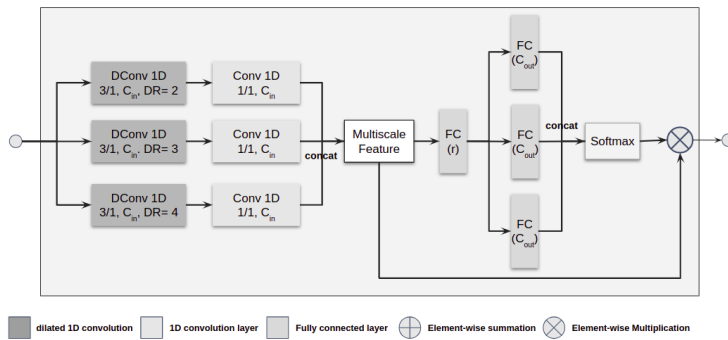 DConv 1D
3/1, Cin, DR= 2
Conv 1D
1/1, Cin
DConv 1D
3/1, Cin, DR= 3
Conv 1D
1/1, Cin
DConv 1D
3/1, Cin, DR= 4
Conv 1D
1/1, Cin
concat
Multiscale
Feature
FC
(r)
FC
(Cout)
FC
(Cout)
FC
(Cout)
concat
Softmax
dilated 1D convolution
1D convolution layer
Fully connected layer
Element-wise summation
Element-wise Multiplication